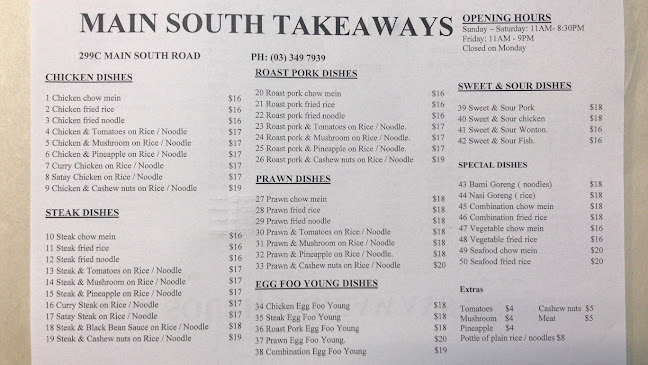 MAIN SOUTH TAKEAWAYS
OPENING HOURS
Sunday – Saturday: 11AM- 8:30PM
Friday: 11AM - 9PM
Closed on Monday
299C MAIN SOUTH ROAD
PH: (03) 349 7939
CHICKEN DISHES
1 Chicken chow mein $16
2 Chicken fried rice $16
3 Chicken fried noodle $16
4 Chicken & Tomatoes on Rice / Noodle $17
5 Chicken & Mushroom on Rice / Noodle $17
6 Chicken & Pineapple on Rice / Noodle $17
7 Curry Chicken on Rice / Noodle $17
8 Satay Chicken on Rice / Noodle $17
9 Chicken & Cashew nuts on Rice / Noodle $19
STEAK DISHES
10 Steak chow mein $16
11 Steak fried rice $16
12 Steak fried noodle $16
13 Steak & Tomatoes on Rice / Noodle $17
14 Steak & Mushroom on Rice / Noodle $17
15 Steak & Pineapple on Rice / Noodle $17
16 Curry Steak on Rice / Noodle $17
17 Satay Steak on Rice / Noodle $17
18 Steak & Black Bean Sauce on Rice / Noodle $18
19 Steak & Cashew nuts on Rice / Noodle $19
ROAST PORK DISHES
20 Roast pork chow mein $16
21 Roast pork fried rice $16
22 Roast pork fried noodle $16
23 Roast pork & Tomatoes on Rice / Noodle. $17
24 Roast pork & Mushroom on Rice / Noodle. $17
25 Roast pork & Pineapple on Rice / Noodle. $17
26 Roast pork & Cashew nuts on Rice / Noodle $19
PRAWN DISHES
27 Prawn chow mein $18
28 Prawn fried rice $18
29 Prawn fried noodle $18
30 Prawn & Tomatoes on Rice / Noodle $18
31 Prawn & Mushroom on Rice / Noodle $18
32 Prawn & Pineapple on Rice / Noodle. $18
33 Prawn & Cashew nuts on Rice / Noodle $20
EGG FOO YOUNG DISHES
34 Chicken Egg Foo Young $18
35 Steak Egg Foo Young $18
36 Roast Pork Egg Foo Young $18
37 Prawn Egg Foo Young. $20
38 Combination Egg Foo Young $19
SWEET & SOUR DISHES
39 Sweet & Sour Pork $18
40 Sweet & Sour chicken $18
41 Sweet & Sour Wonton. $16
42 Sweet & Sour Fish. $16
SPECIAL DISHES
43 Bami Goreng ( noodles) $18
44 Nasi Goreng ( rice) $18
45 Combination chow mein $18
46 Combination fried rice $18
47 Vegetable chow mein $16
48 Vegetable fried rice $16
49 Seafood chow mein $20
50 Seafood fried rice $20
Extras
Tomatoes $4 Cashew nuts $5
Mushroom $4 Meat $5
Pineapple $4
Pottle of plain rice / noodles $8